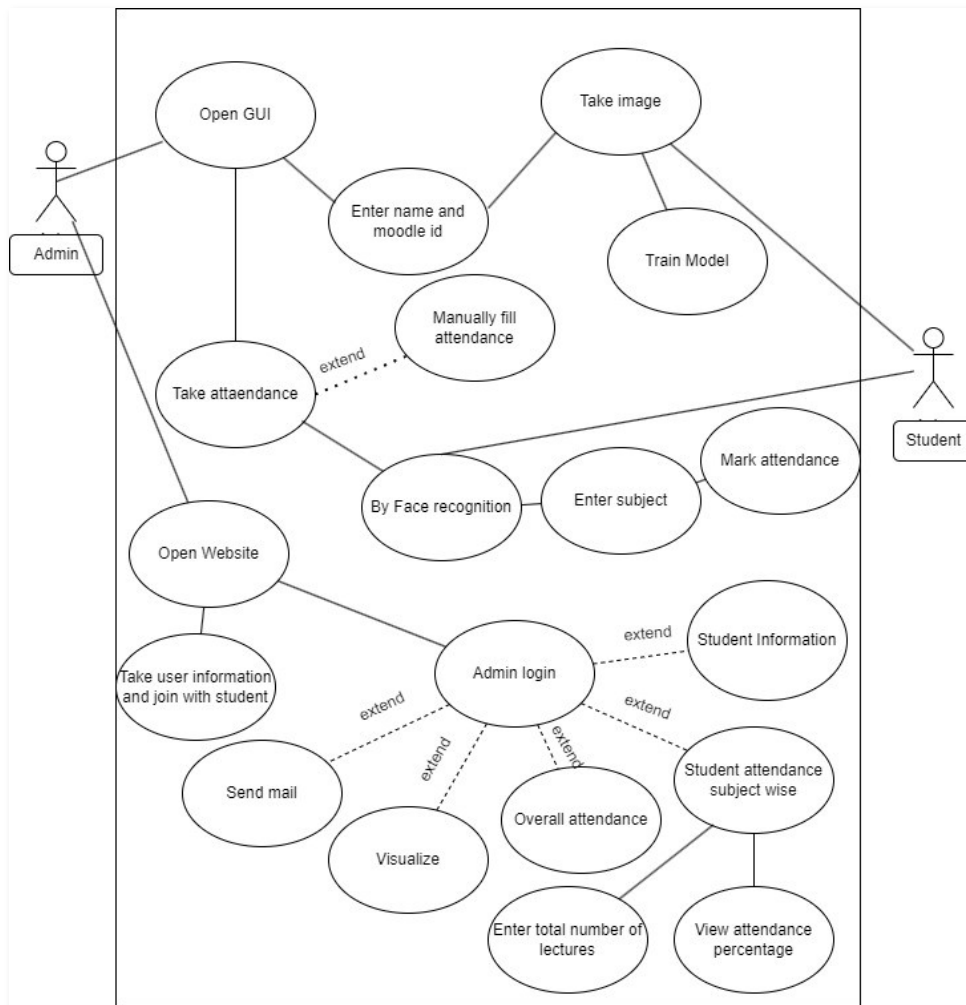 Open GUI
Take image
Enter name and
moodle id
Admin
Train Model
Manually fill
attendance
extend
Take attaendance
Student
Mark attendance
By Face recognition
Enter subject
Open Website
Student Information
extend
Admin login
Take user information
and join with student
extend
extend
extend
extend
Student attendance
subject wise
Send mail
Overall attendance
Visualize
Enter total number of
lectures
View attendance
percentage